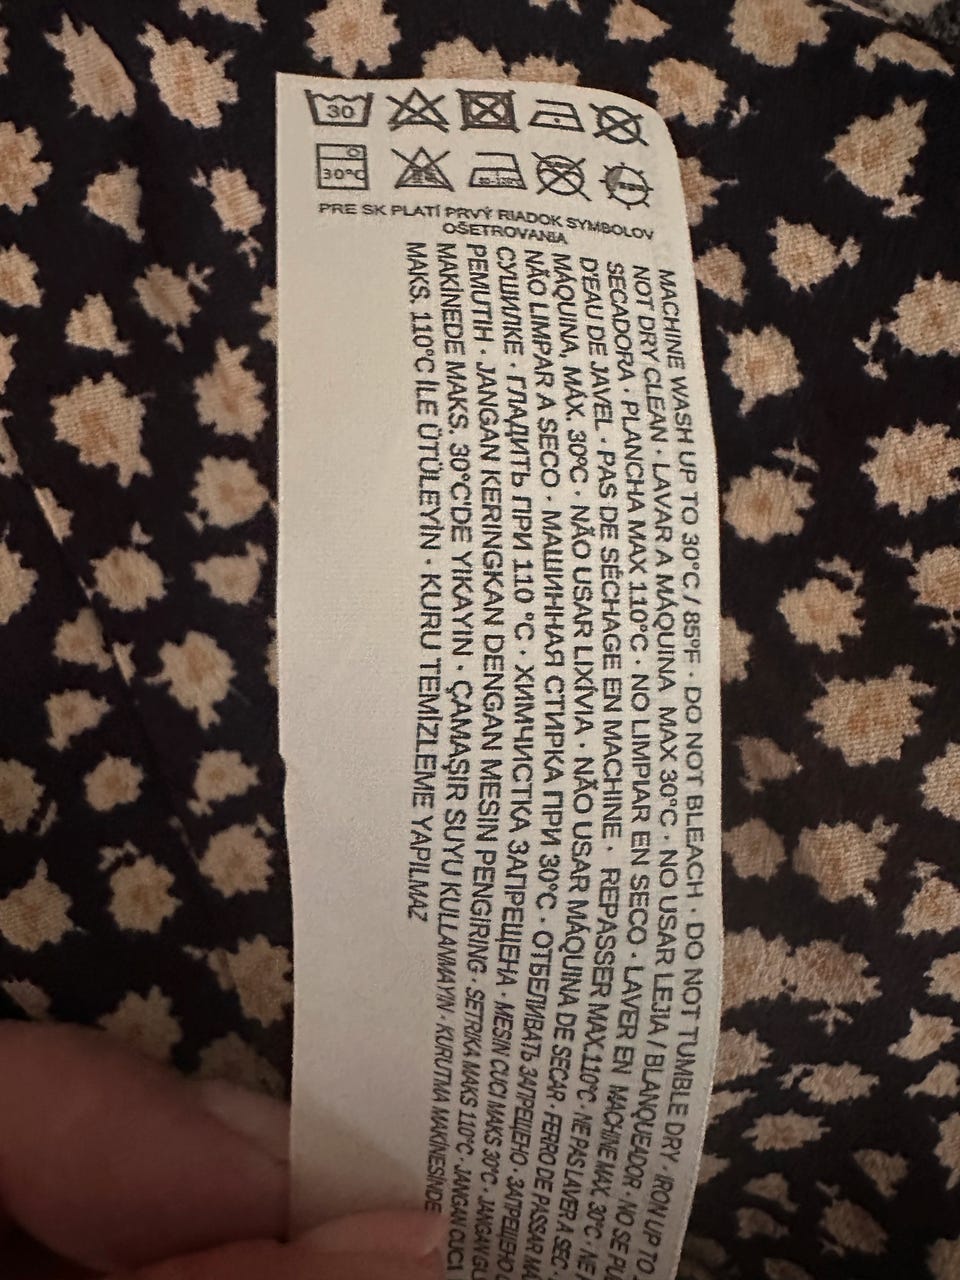 30
30°C
PRE SK PLATÍ PRVÝ RIADOK SYMBOLOV
OŠETROVANIA
MACHINE WASH UP TO 30°C / 85ºF · DO NOT BLEACH · DO NOT TUMBLE DRY · IRON UP TO
NOT DRY CLEAN · LAVAR A MÁQUINA MAX 30°C · NO USAR LEJIA / BLANQUEADOR · NO SE
SECADORA · PLANCHA MAX 110°C · NO LIMPIAR EN SECO · LAVER EN MACHINE MAX. 30°C ·
D'EAU DE JAVEL · PAS DE SÉCHAGE EN MACHINE · REPASSER MAX.110°C · NE PAS LAVER A SEC ·
MÁQUINA, MÁX. 30ºC · NÃO USAR LIXÍVIA · NÃO USAR MÁQUINA DE SECAR · FERRO DE PASSAR
NÃO LIMPAR A SECO · МАШИННАЯ СТИРКА ПРИ 30°C · ОТБЕЛИВАТЬ ЗАПРЕЩЕНО · ЗАПРЕЩЕНО
СУШИЛКЕ · ГЛАДИТЬ ПРИ 110 °C · ХИМЧИСТКА ЗАПРЕЩЕНА · MESIN CUCI MAKS 30°C · JANGAN
PEMUTIH · JANGAN KERINGKAN DENGAN MESIN PENGIRING · SETRIKA MAKS 110°C · JANGAN CUCI
MAKİNEDE MAKS. 30°C'DE YIKAYIN · ÇAMAŞIR SUYU KULLANMAYIN · KURUTMA MAKİNESİNDE
MAKS. 110°C İLE ÜTÜLEYİN · KURU TEMİZLEME YAPILMAZ